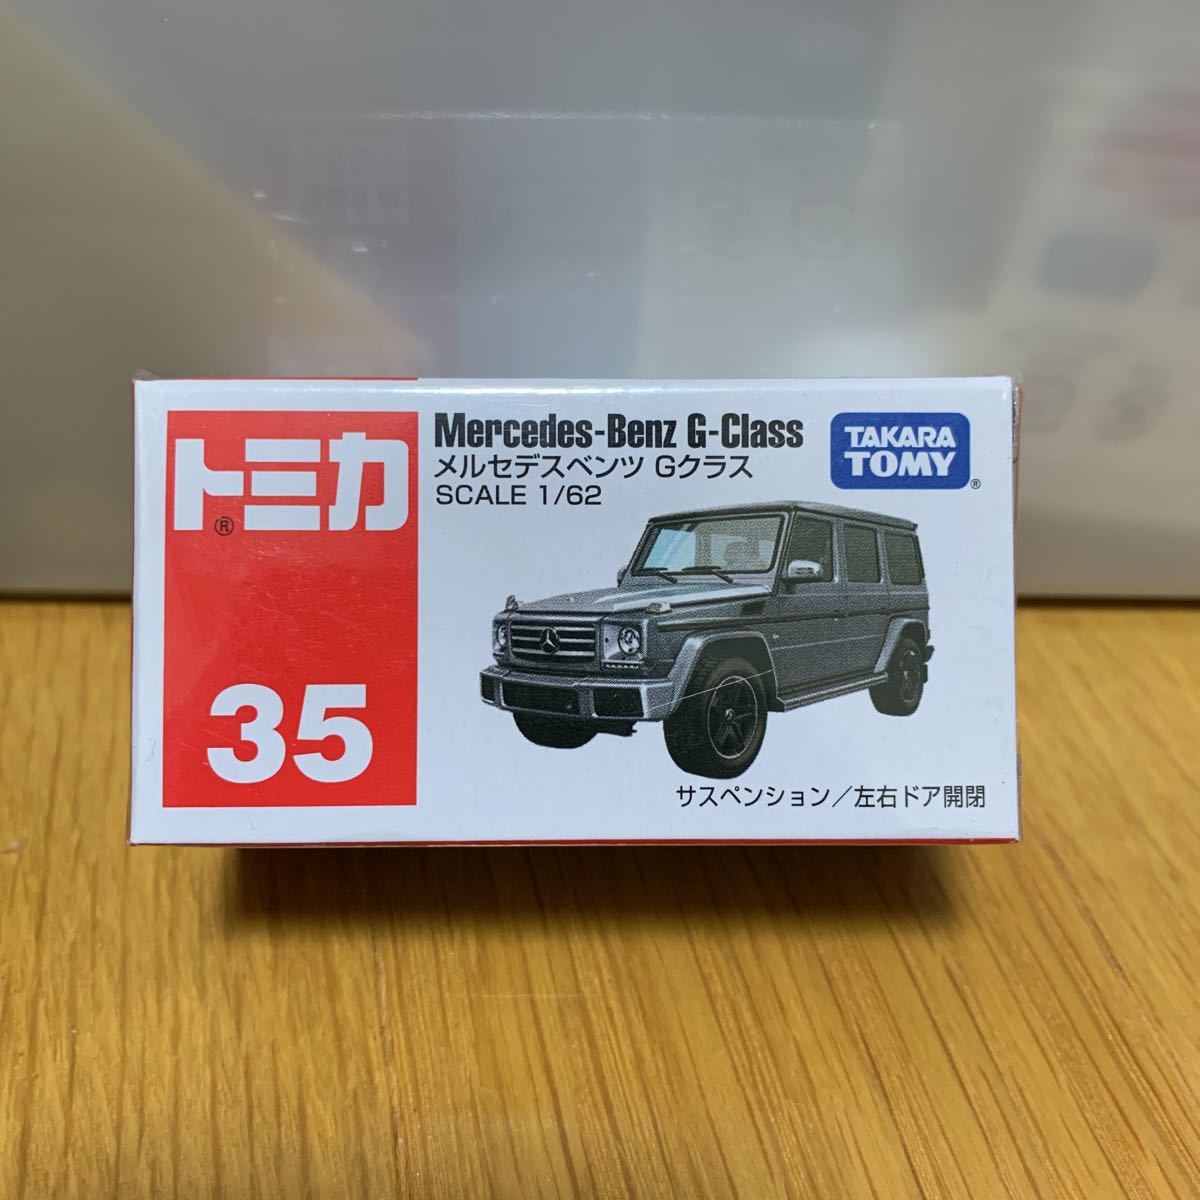 トミカ
®
35
Mercedes-Benz G-Class
メルセデスベンツ Gクラス
SCALE 1/62
TAKARA
TOMY
®
サスペンション／左右ドア開閉